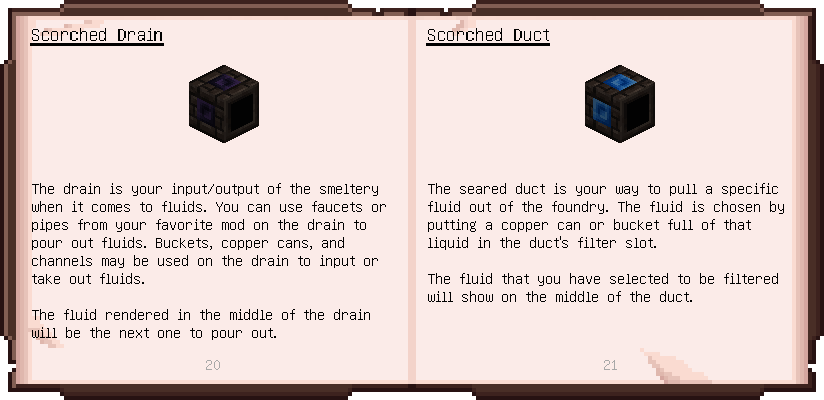 Scorched Drain
The drain is your input/output of the smeltery
when it comes to fluids. You can use faucets or
pipes from your favorite mod on the drain to
pour out fluids. Buckets, copper cans, and
channels may be used on the drain to input or
take out fluids.
The fluid rendered in the middle of the drain
will be the next one to pour out.
20
Scorched Duct
The seared duct is your way to pull a specific
fluid out of the foundry. The fluid is chosen by
putting a copper can or bucket full of that
liquid in the duct's filter slot.
The fluid that you have selected to be filtered
will show on the middle of the duct.
21